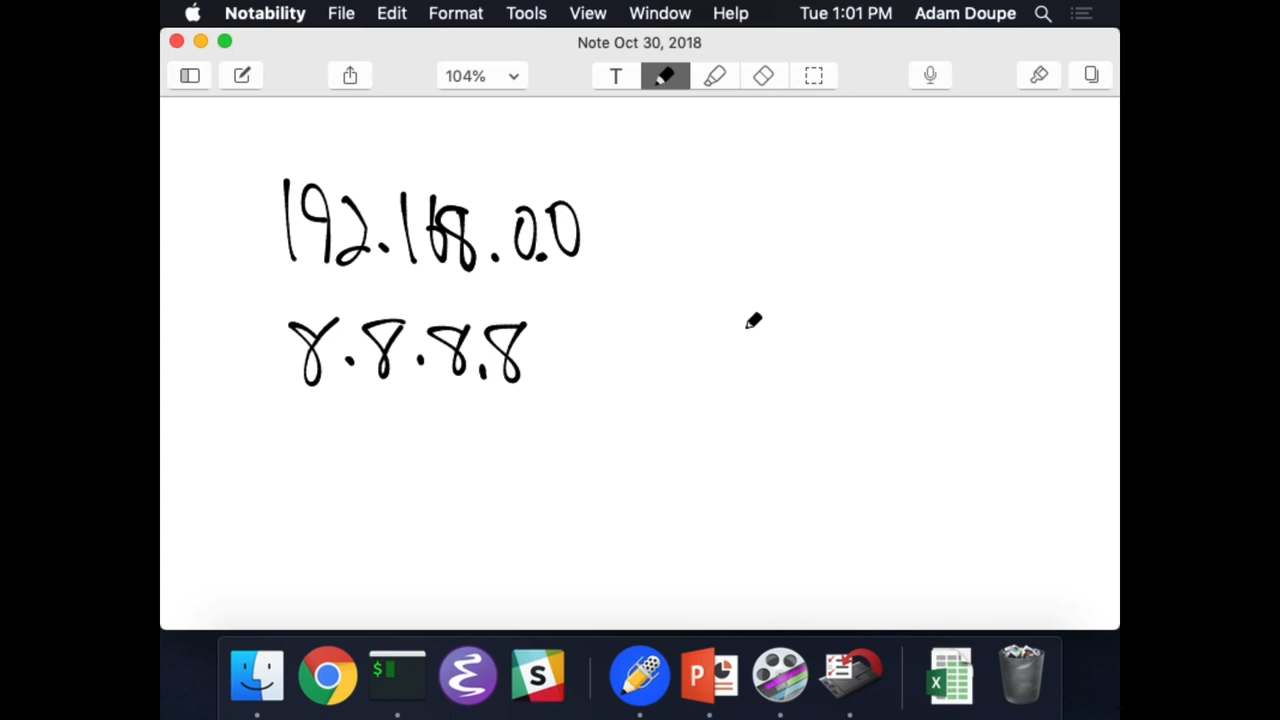 Notability File Edit Format Tools View Window Help Tue 1:01 PM Adam Doupe
Note Oct 30, 2018
104% T
192.168.0.0
8.8.8.8
$ S P X